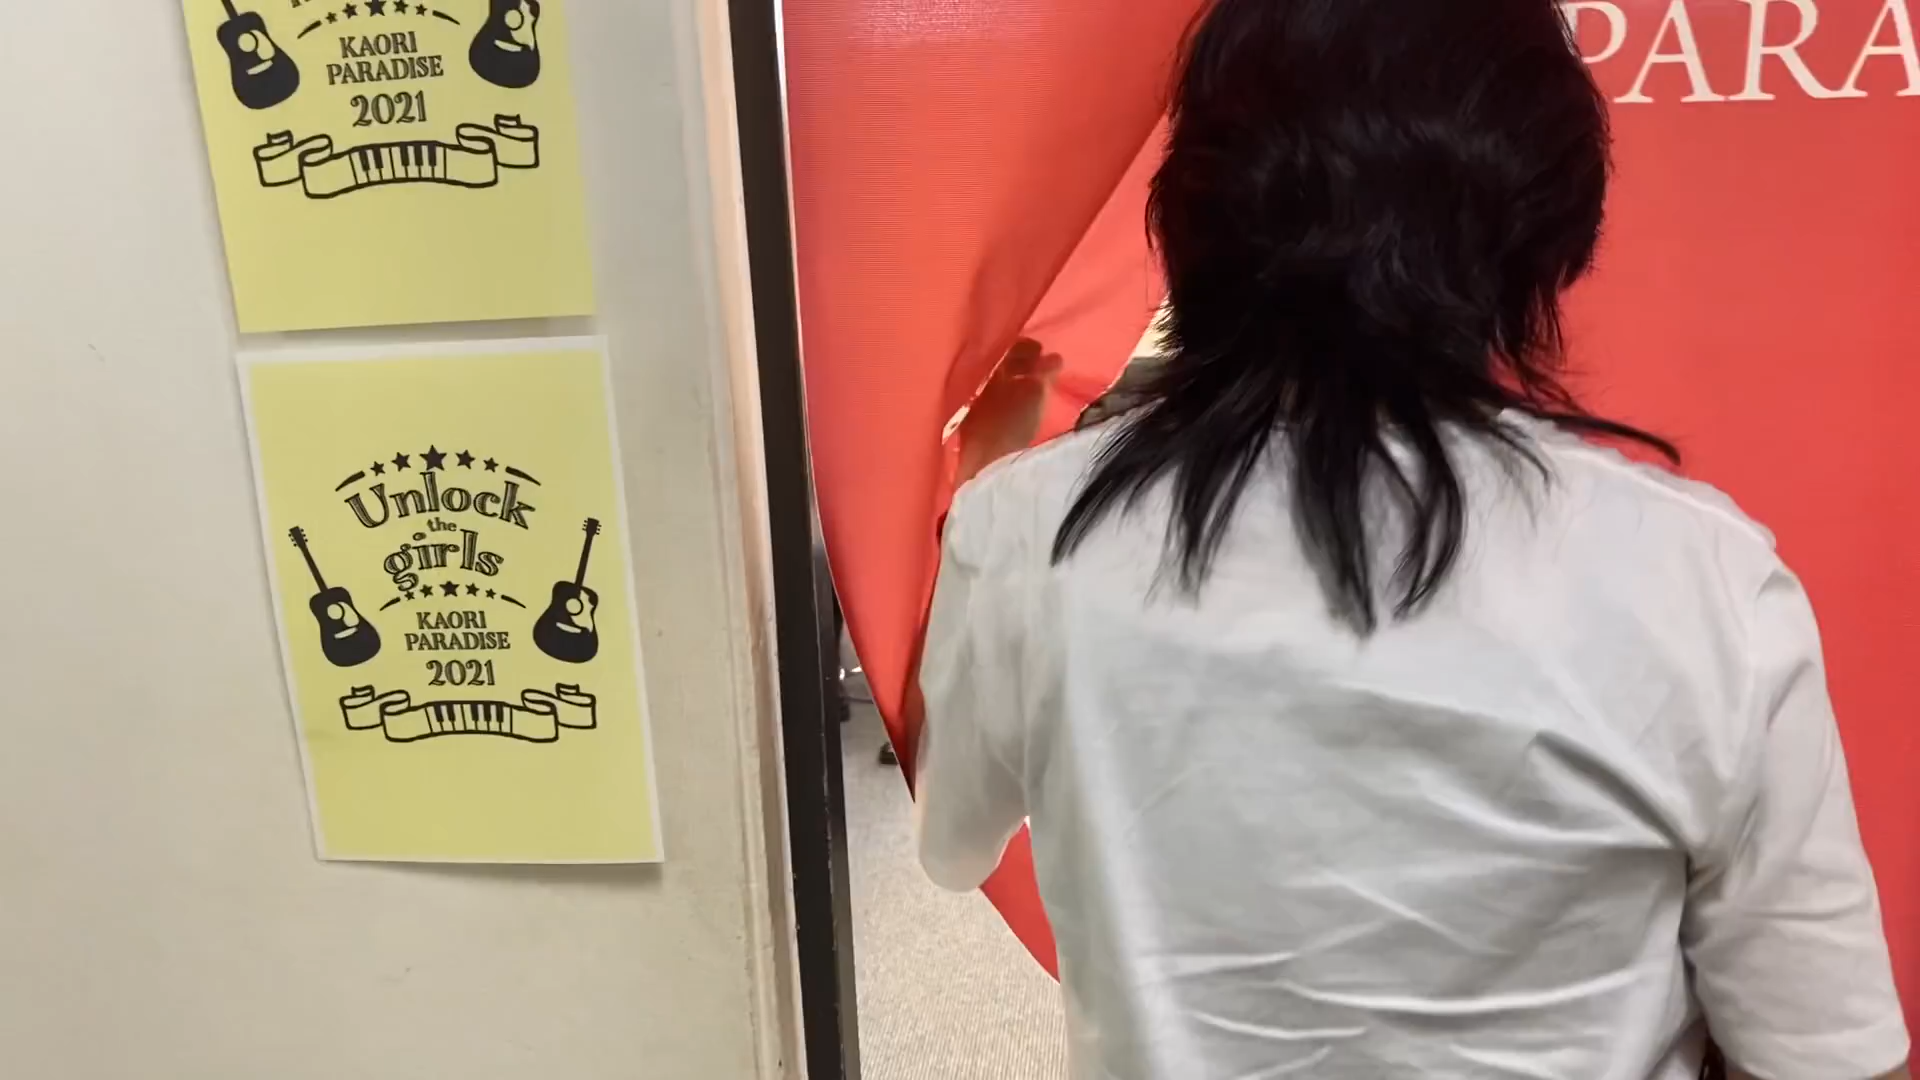 KAORI
PARADISE
2021
Unlock
the
girls
KAORI
PARADISE
2021
PARA